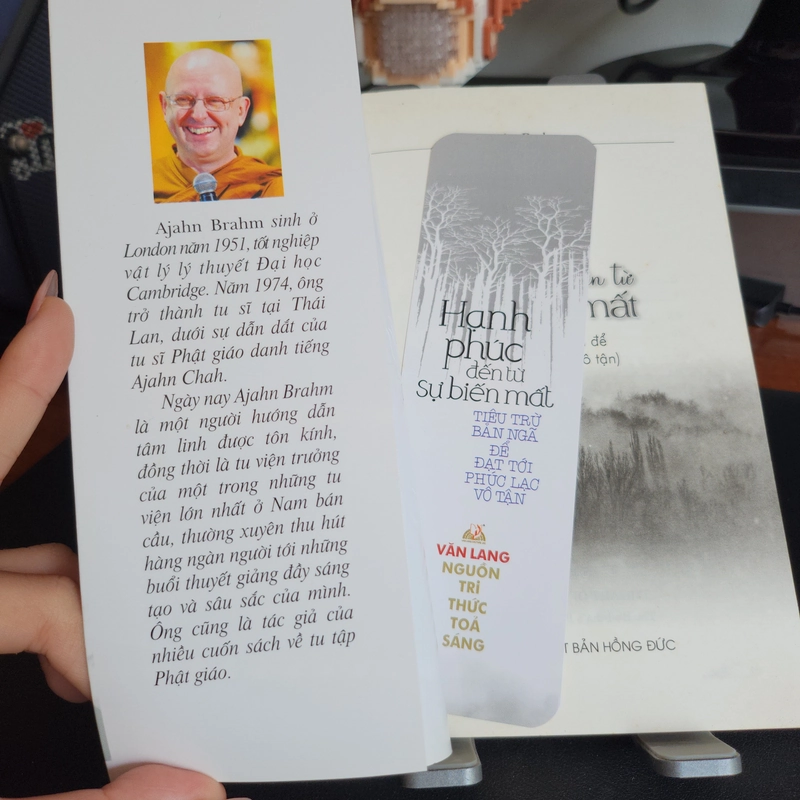 Ajahn Brahm sinh ở
London năm 1951, tốt nghiệp
vật lý lý thuyết Đại học
Cambridge. Năm 1974, ông
trở thành tu sĩ tại Thái
Lan, dưới sự dẫn dắt của
tu sĩ Phật giáo danh tiếng
Ajahn Chah.
Ngày nay Ajahn Brahm
là một người hướng dẫn
tâm linh được tôn kính,
đồng thời là tu viện trưởng
của một trong những tu
viện lớn nhất ở Nam bán
cầu, thường xuyên thu hút
hàng ngàn người tới những
buổi thuyết giảng đầy sáng
tạo và sâu sắc của mình.
Ông cũng là tác giả của
nhiều cuốn sách về tu tập
Phật giáo.
Hạnh
phúc
đến từ
sự biến mất
TIÊU TRỪ
BẢN NGÃ
ĐỂ
ĐẠT TỚI
PHÚC LẠC
VÔ TẬN
VĂN LANG
NGUỒN
TRI
THỨC
TOẢ
SÁNG
từ
mất
để
tận)
BẢN HỒNG ĐỨC